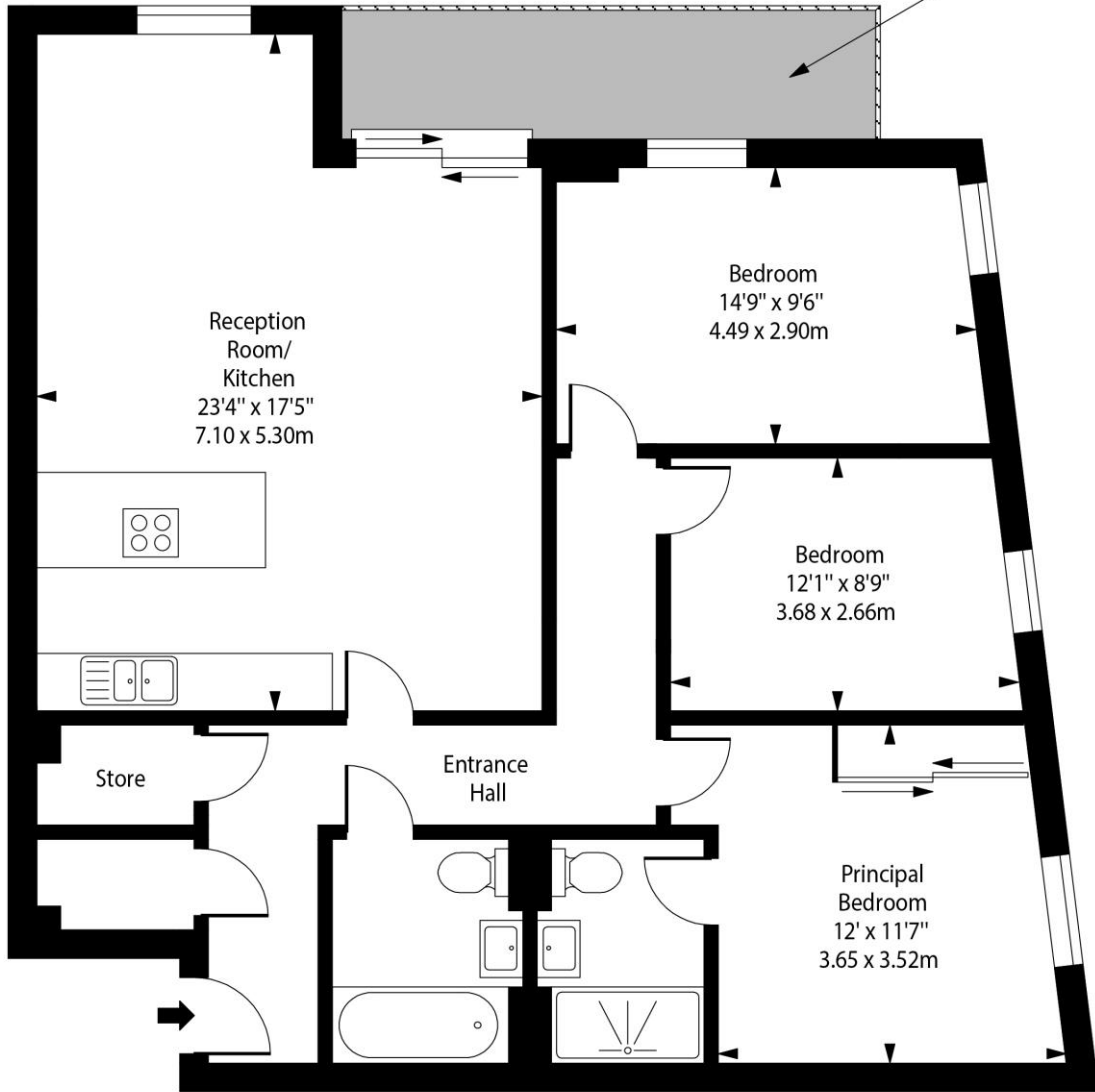 Reception
Room/
Kitchen
23'4" x 17'5"
7.10 x 5.30m
Bedroom
14'9" x 9'6"
4.49 x 2.90m
Bedroom
12'1" x 8'9"
3.68 x 2.66m
Store
Entrance
Hall
Principal
Bedroom
12' x 11'7"
3.65 x 3.52m